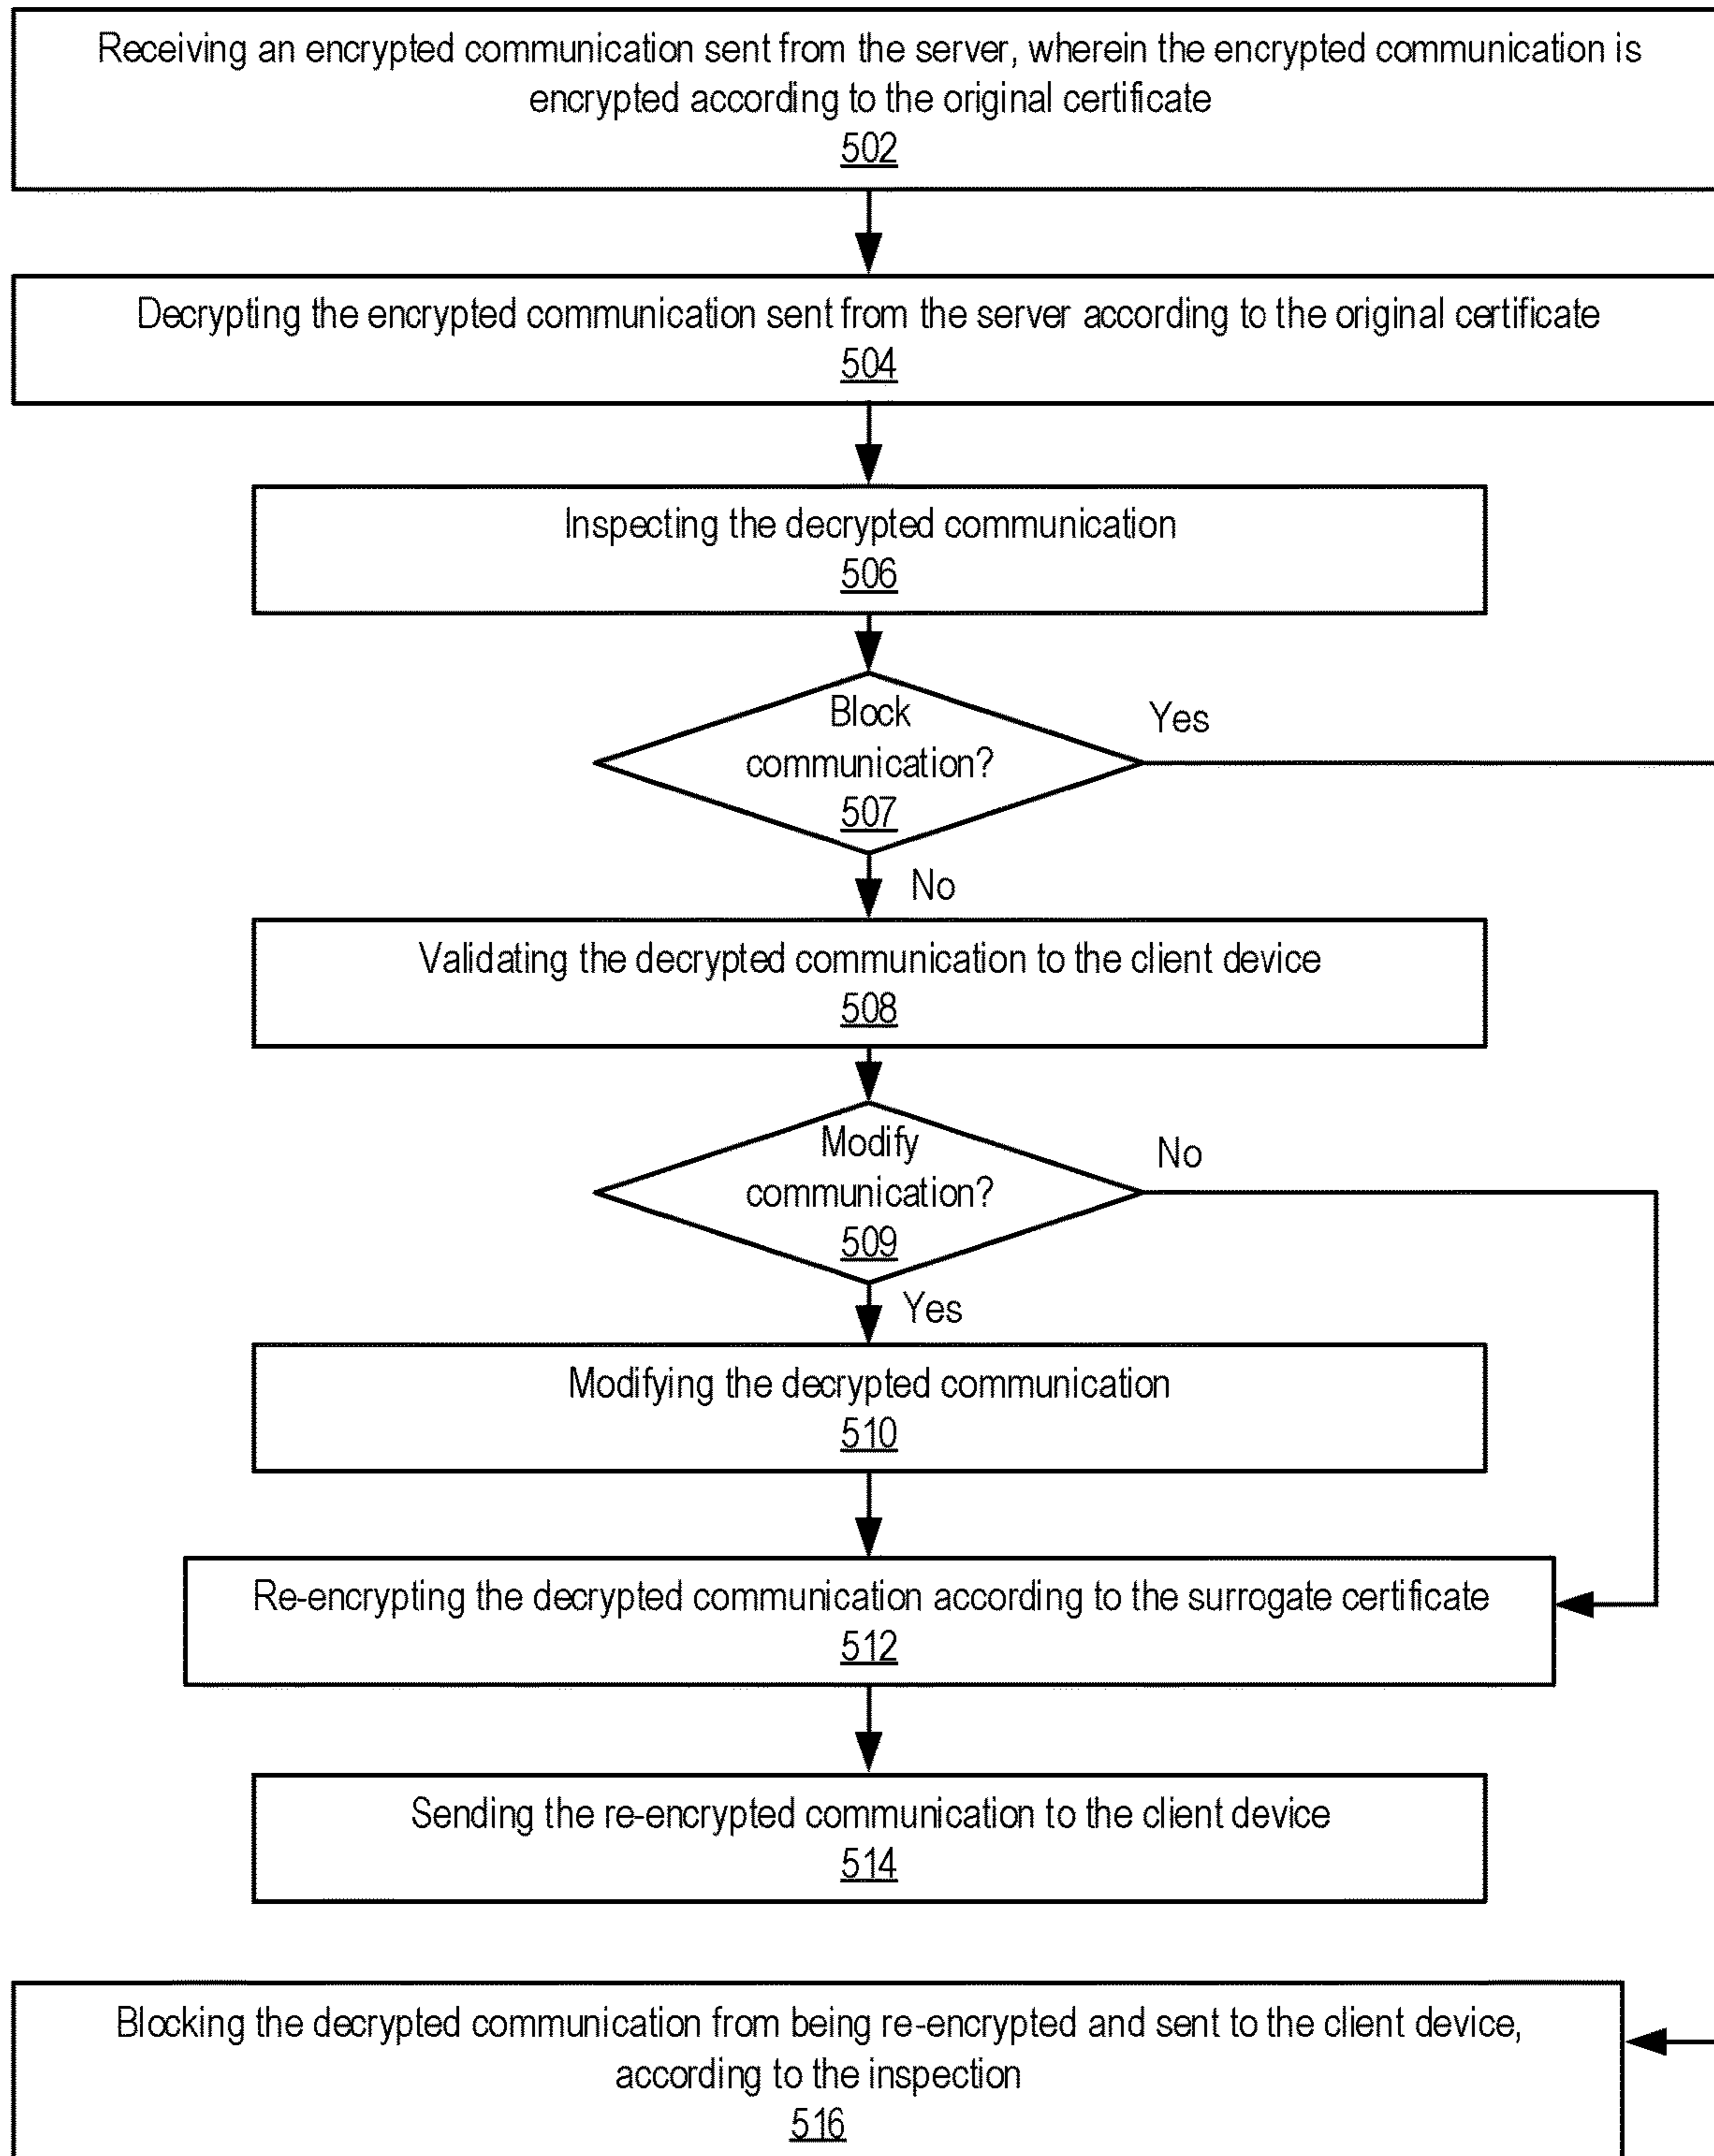 Receiving an encrypted communication sent from the server, wherein the encrypted communication is
encrypted according to the original certificate
502
Decrypting the encrypted communication sent from the server according to the original certificate
504
Inspecting the decrypted communication
506
Block
communication?
507
Yes
No
Validating the decrypted communication to the client device
508
Modify
communication?
509
No
Yes
Modifying the decrypted communication
510
Re-encrypting the decrypted communication according to the surrogate certificate
512
Sending the re-encrypted communication to the client device
514
Blocking the decrypted communication from being re-encrypted and sent to the client device,
according to the inspection
516